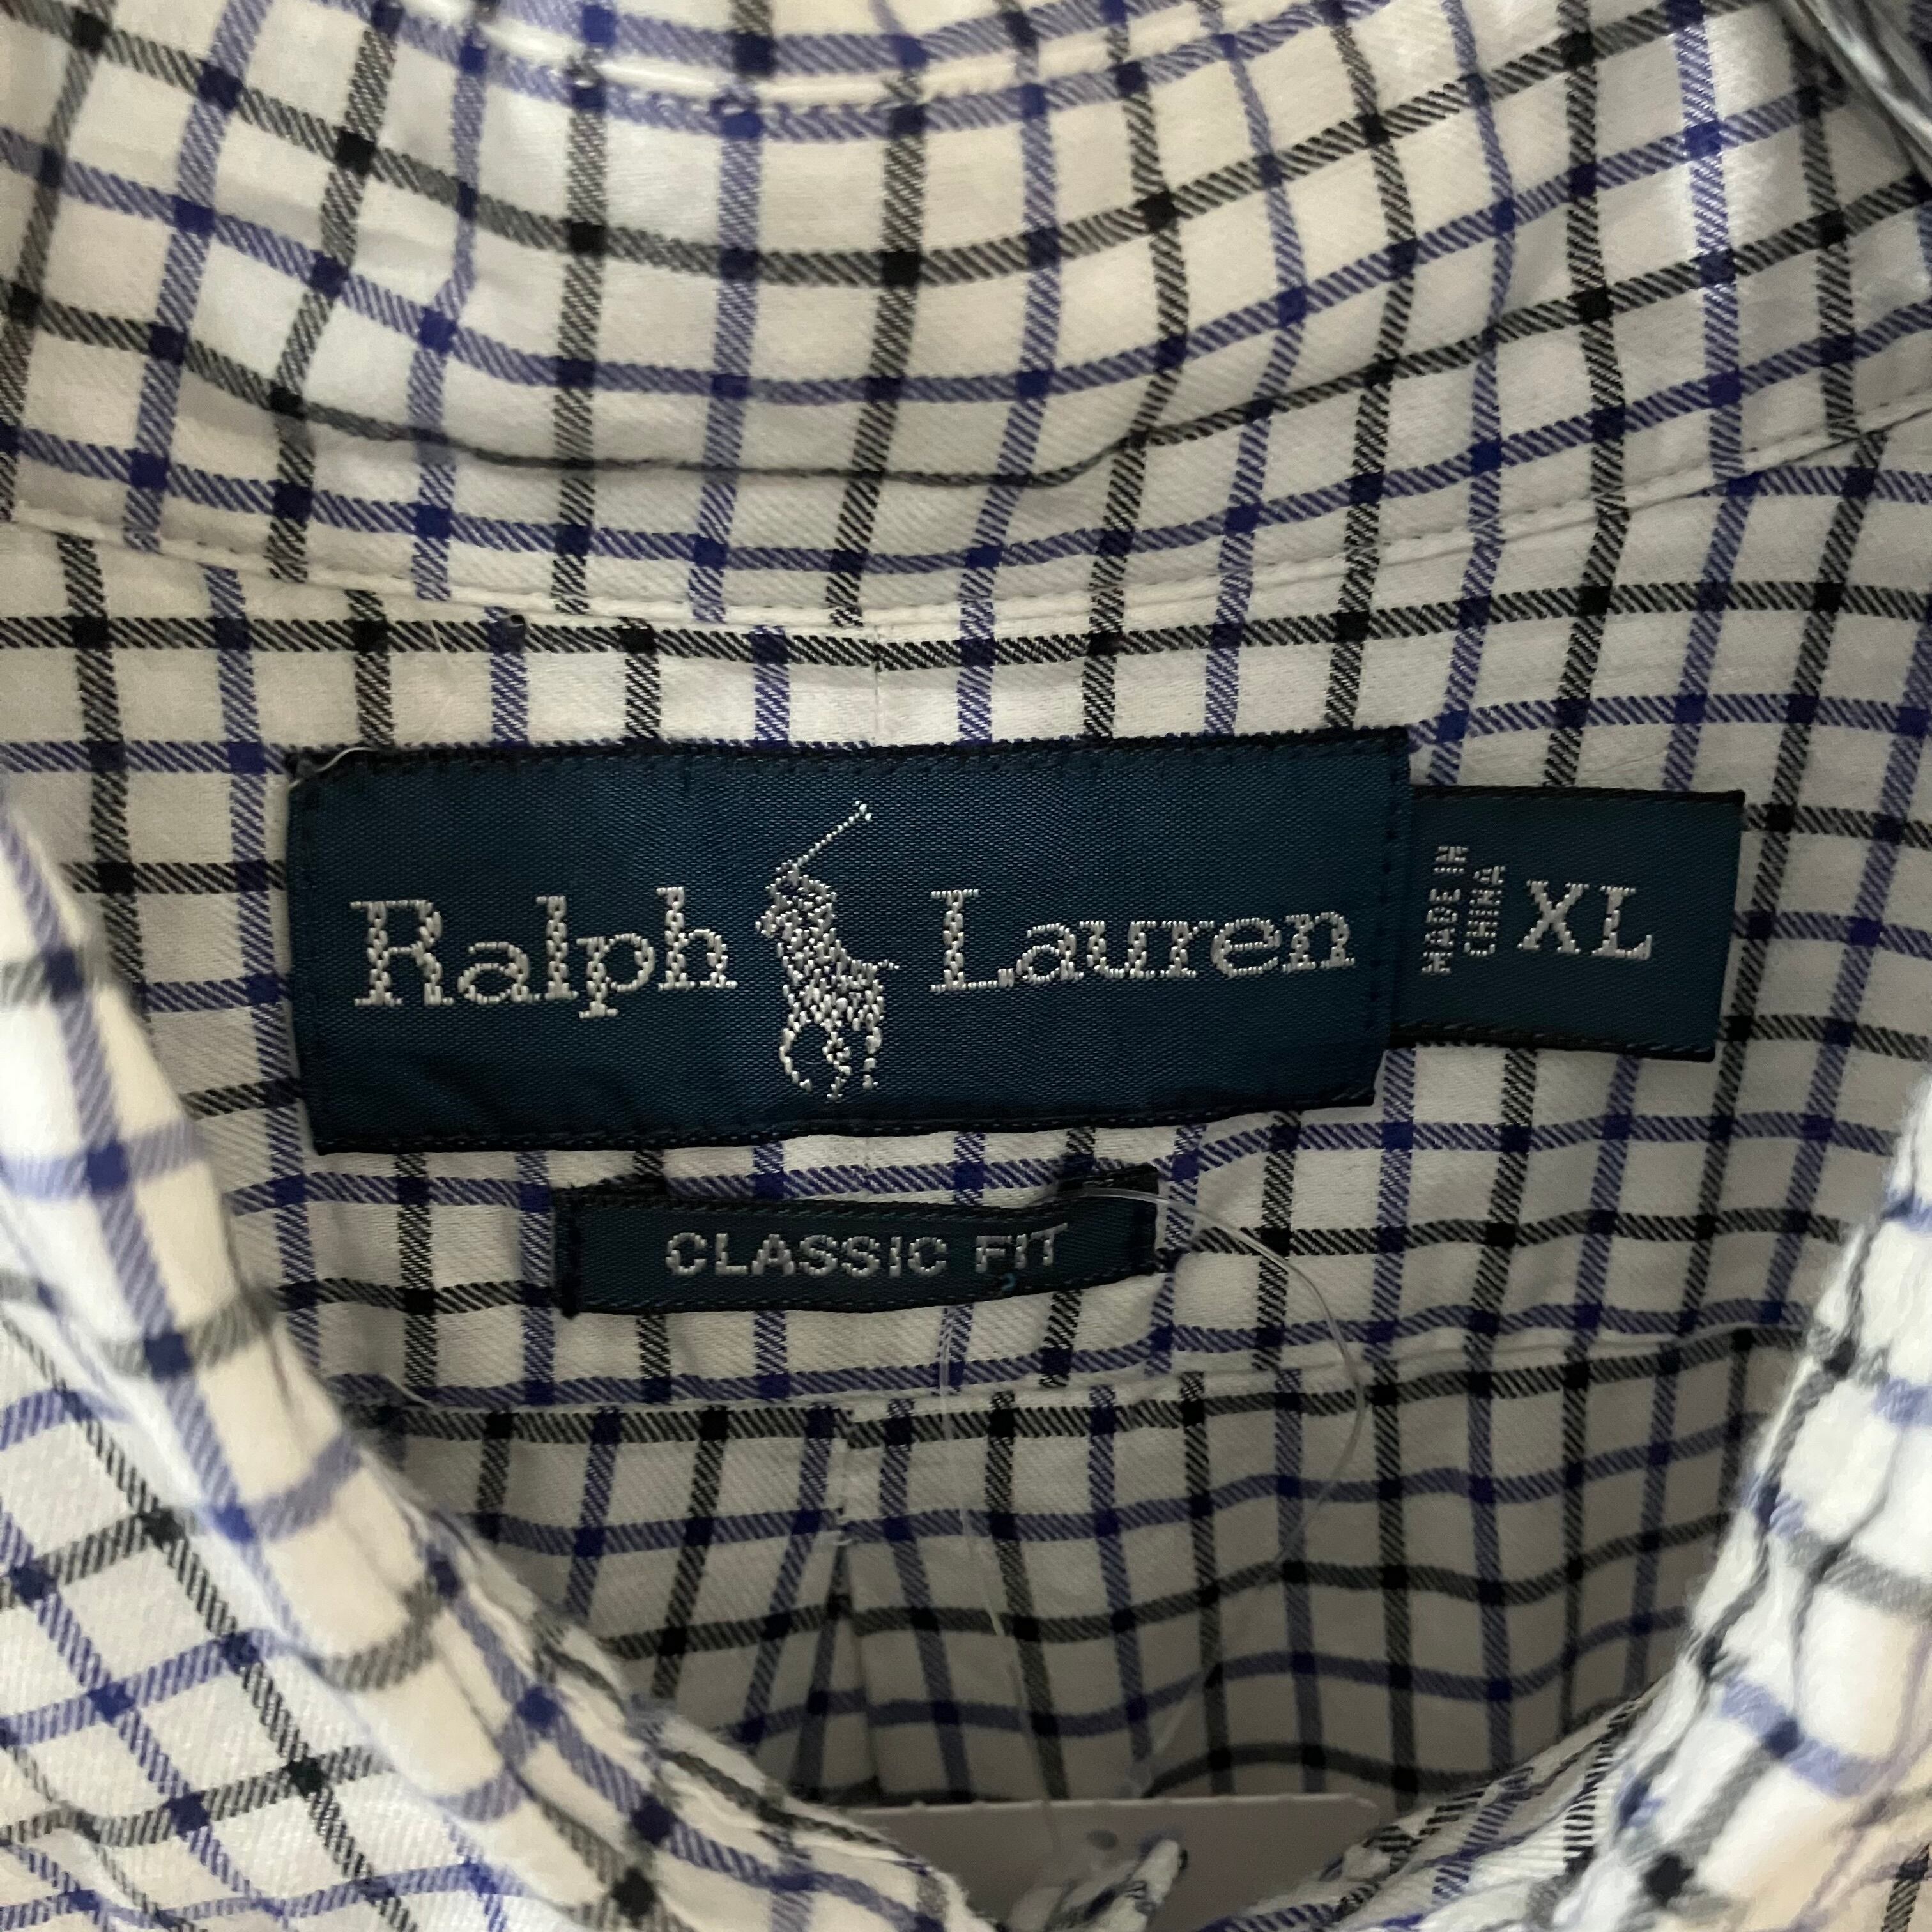 Ralph Lauren
MADE IN
CHINA
XL
CLASSIC FIT